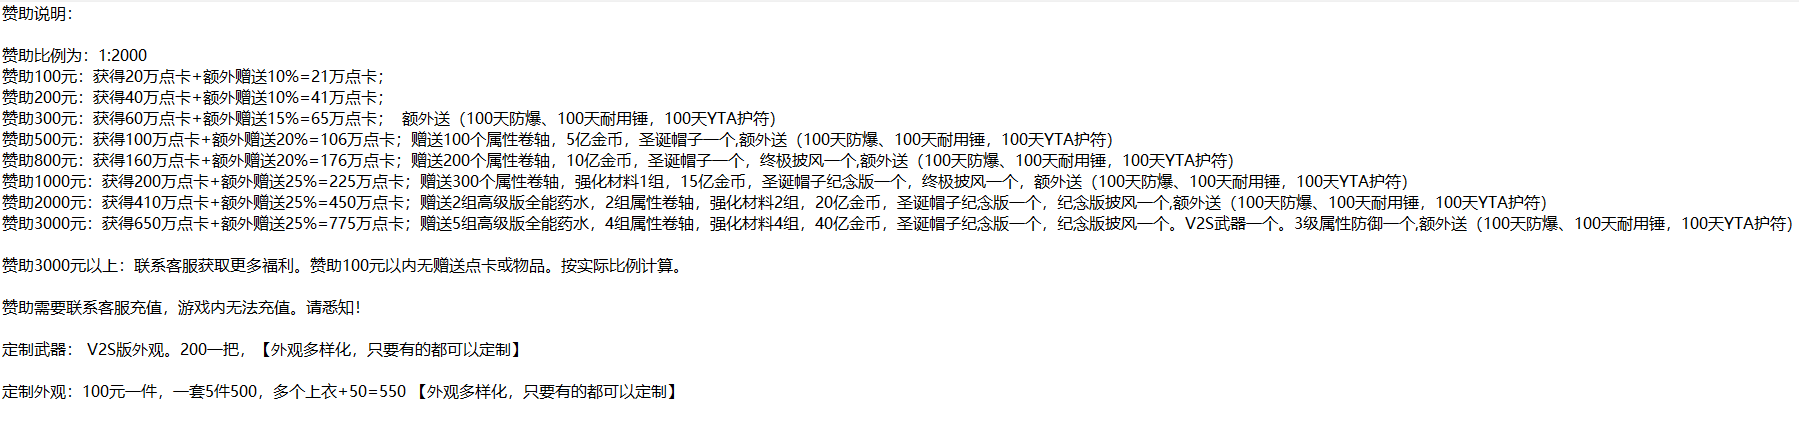 赞助说明：
赞助比例为：1:2000
赞助100元：获得20万点卡+额外赠送10%=21万点卡；
赞助200元：获得40万点卡+额外赠送10%=41万点卡；
赞助300元：获得60万点卡+额外赠送15%=65万点卡；  额外送（100天防爆、100天耐用锤，100天YTA护符）
赞助500元：获得100万点卡+额外赠送20%=106万点卡；赠送100个属性卷轴，5亿金币，圣诞帽子一个,额外送（100天防爆、100天耐用锤，100天YTA护符）
赞助800元：获得160万点卡+额外赠送20%=176万点卡；赠送200个属性卷轴，10亿金币，圣诞帽子一个，终极披风一个,额外送（100天防爆、100天耐用锤，100天YTA护符）
赞助1000元：获得200万点卡+额外赠送25%=225万点卡；赠送300个属性卷轴，强化材料1组，15亿金币，圣诞帽子纪念版一个，终极披风一个，额外送（100天防爆、100天耐用锤，100天YTA护符）
赞助2000元：获得410万点卡+额外赠送25%=450万点卡；赠送2组高级版全能药水，2组属性卷轴，强化材料2组，20亿金币，圣诞帽子纪念版一个，纪念版披风一个,额外送（100天防爆、100天耐用锤，100天YTA护符）
赞助3000元：获得650万点卡+额外赠送25%=775万点卡；赠送5组高级版全能药水，4组属性卷轴，强化材料4组，40亿金币，圣诞帽子纪念版一个，纪念版披风一个。V2S武器一个。3级属性防御一个,额外送（100天防爆、100天耐用锤，100天YTA护符）
赞助3000元以上：联系客服获取更多福利。赞助100元以内无赠送点卡或物品。按实际比例计算。
赞助需要联系客服充值，游戏内无法充值。请悉知！
定制武器： V2S版外观。200一把，【外观多样化，只要有的都可以定制】
定制外观：100元一件，一套5件500，多个上衣+50=550 【外观多样化，只要有的都可以定制】